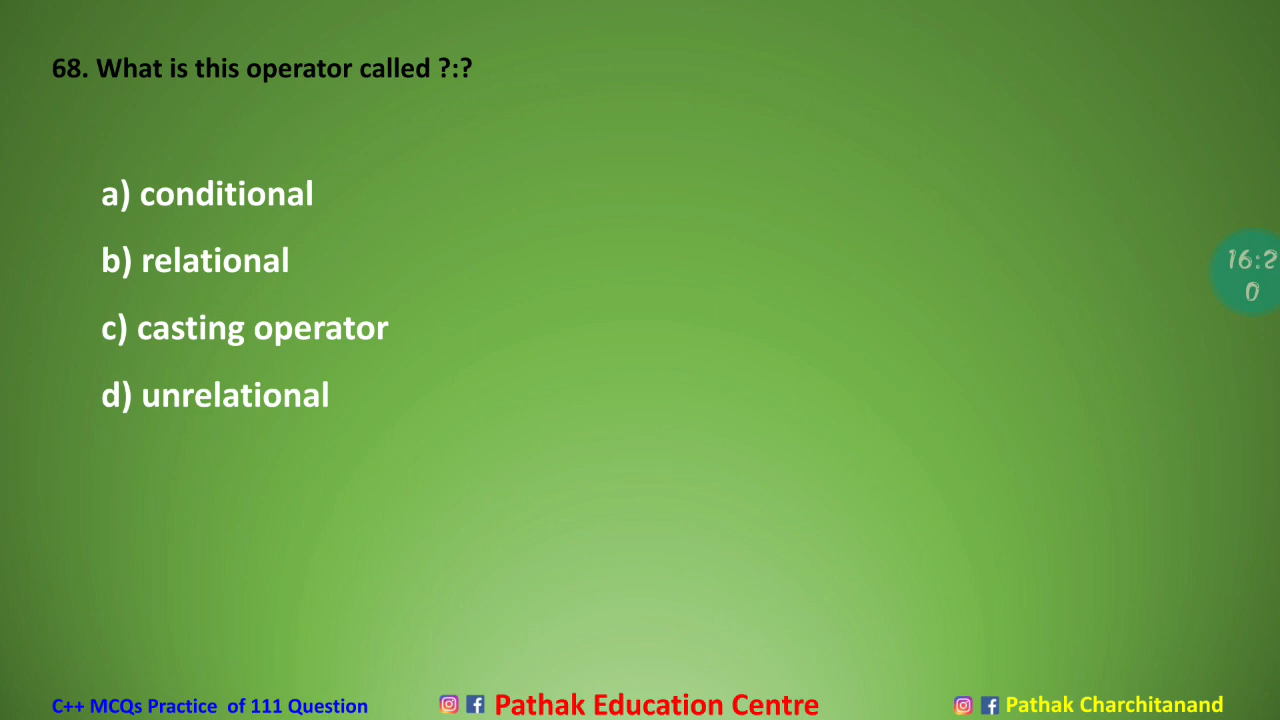 68. What is this operator called ?:?
a) conditional
b) relational
c) casting operator
d) unrelational
16:2
0
C++ MCQs Practice of 111 Question
Pathak Education Centre
Pathak Charchitanand